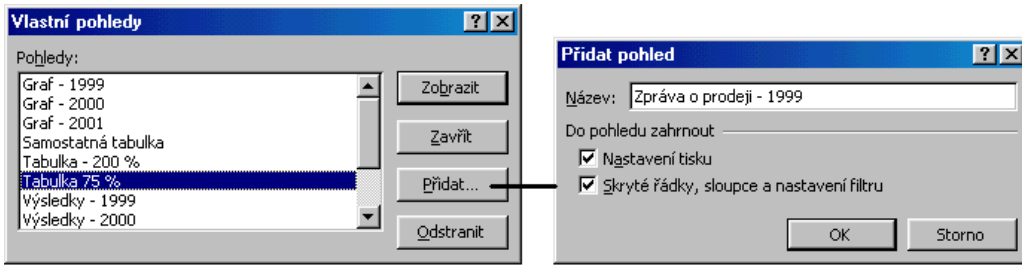 Vlastní pohledy
Pohledy:
Graf - 1999
Graf - 2000
Graf - 2001
Samostatná tabulka
Tabulka - 200 %
Tabulka 75 %
Výsledky - 1999
Výsledky - 2000
Zobrazit
Zavřít
Přidat...
Odstranit
Přidat pohled
Název: Zpráva o prodeji - 1999
Do pohledu zahrnout
Nastavení tisku
Skryté řádky, sloupce a nastavení filtru
OK Storno